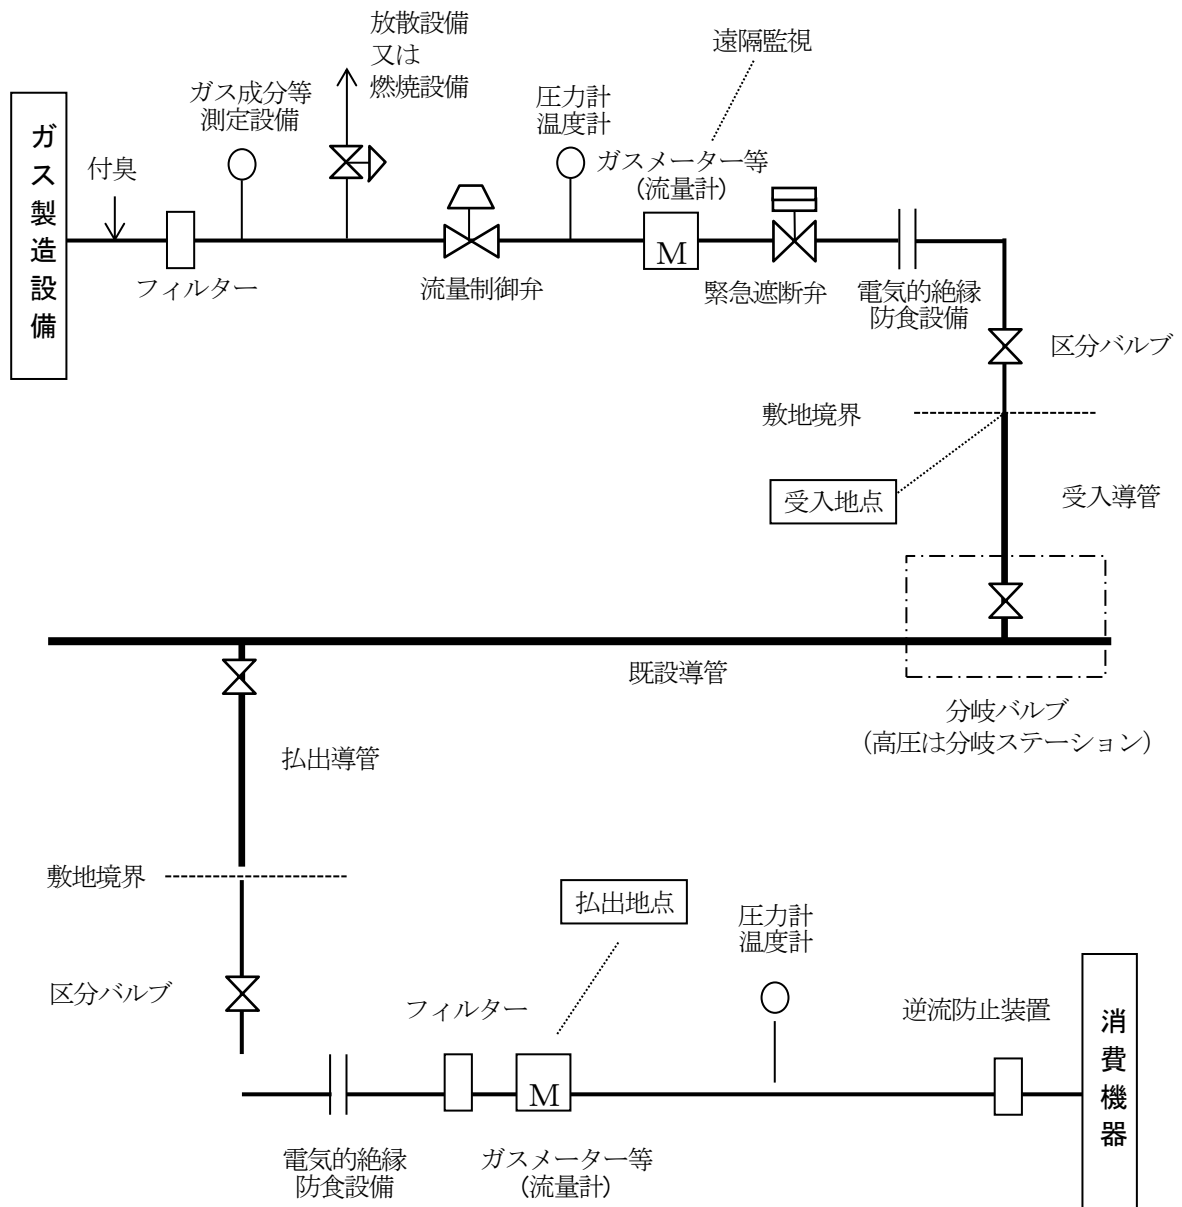 放散設備
又は
燃焼設備
遠隔監視
ガス成分等
測定設備
圧力計
温度計
ガス製造設備
付臭
ガスメーター等
(流量計)
M
フィルター
流量制御弁
緊急遮断弁
電気的絶縁
防食設備
区分バルブ
敷地境界
受入地点
受入導管
既設導管
分岐バルブ
(高圧は分岐ステーション)
払出導管
敷地境界
払出地点
圧力計
温度計
区分バルブ
フィルター
逆流防止装置
消費機器
M
電気的絶縁
防食設備
ガスメーター等
(流量計)